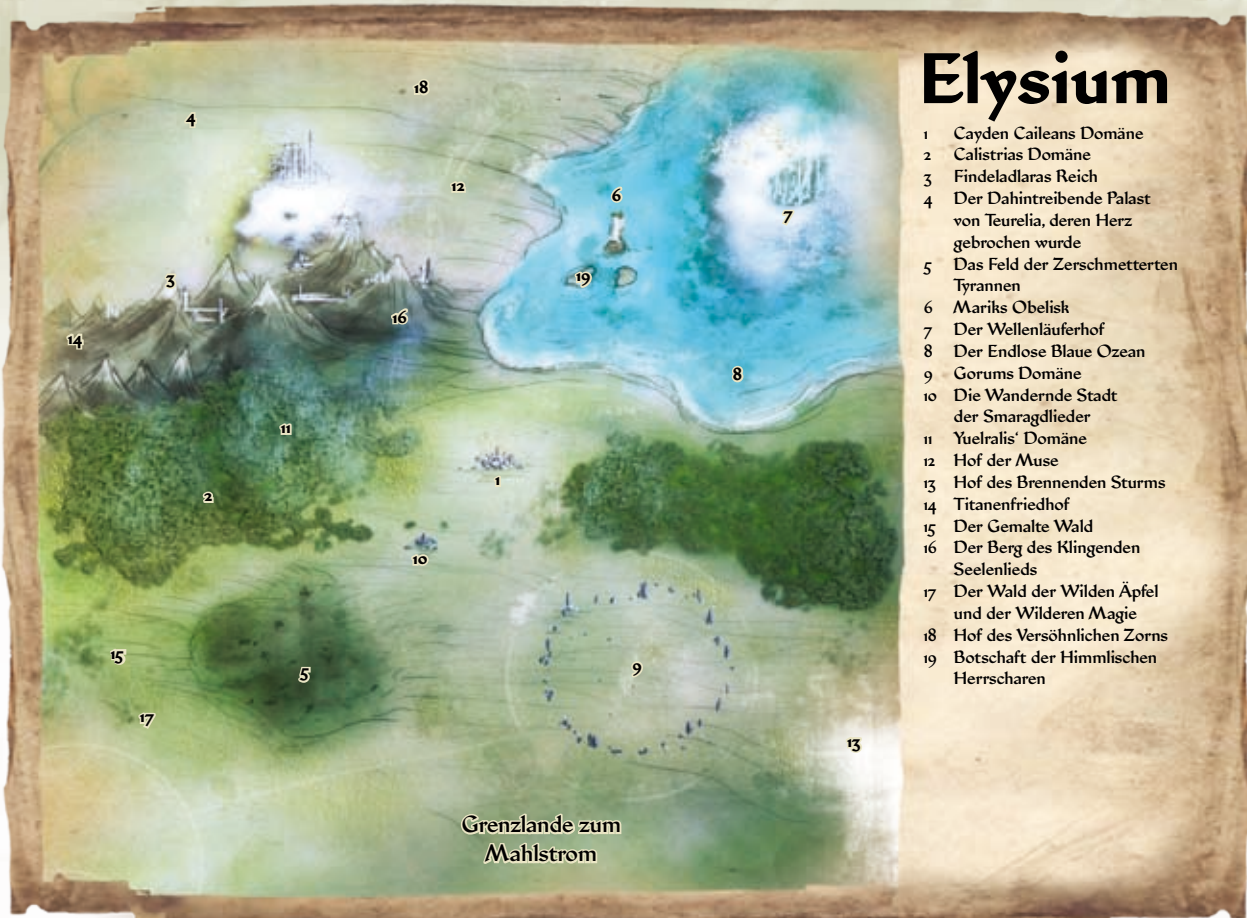 Elysium
1 Cayden Caileans Domäne
2 Calistrias Domäne
3 Findeladlaras Reich
4 Der Dahintreibende Palast
von Teurelia, deren Herz
gebrochen wurde
5 Das Feld der Zerschmetterten
Tyrannen
6 Mariks Obelisk
7 Der Wellenläuferhof
8 Der Endlose Blaue Ozean
9 Gorums Domäne
10 Die Wandernde Stadt
der Smaragdlieder
11 Yuelralis‘ Domäne
12 Hof der Muse
13 Hof des Brennenden Sturms
14 Titanenfriedhof
15 Der Gemalte Wald
16 Der Berg des Klingenden
Seelenlieds
17 Der Wald der Wilden Äpfel
und der Wilderen Magie
18 Hof des Versöhnlichen Zorns
19 Botschaft der Himmlischen
Herrscharen
18
4
12
6
7
3
19
16
14
8
11
1
2
10
15
5
9
17
13
Grenzlande zum
Mahlstrom